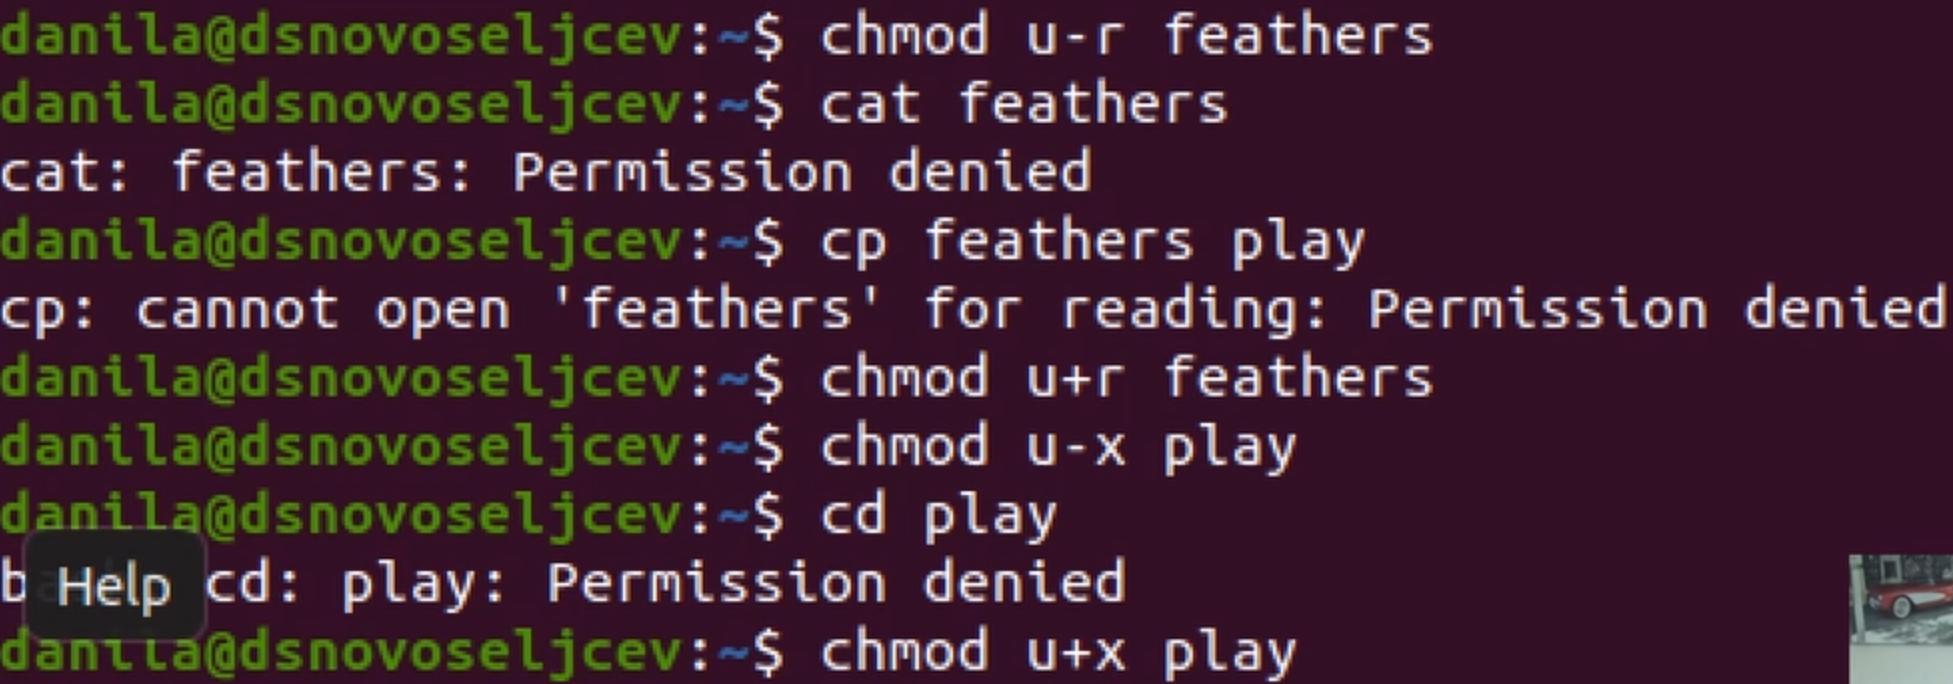 danila@dsnovoseljcev:~$ chmod u-r feathers
danila@dsnovoseljcev:~$ cat feathers
cat: feathers: Permission denied
danila@dsnovoseljcev:~$ cp feathers play
cp: cannot open 'feathers' for reading: Permission denied
danila@dsnovoseljcev:~$ chmod u+r feathers
danila@dsnovoseljcev:~$ chmod u-x play
danila@dsnovoseljcev:~$ cd play
Help cd: play: Permission denied
danila@dsnovoseljcev:~$ chmod u+x play